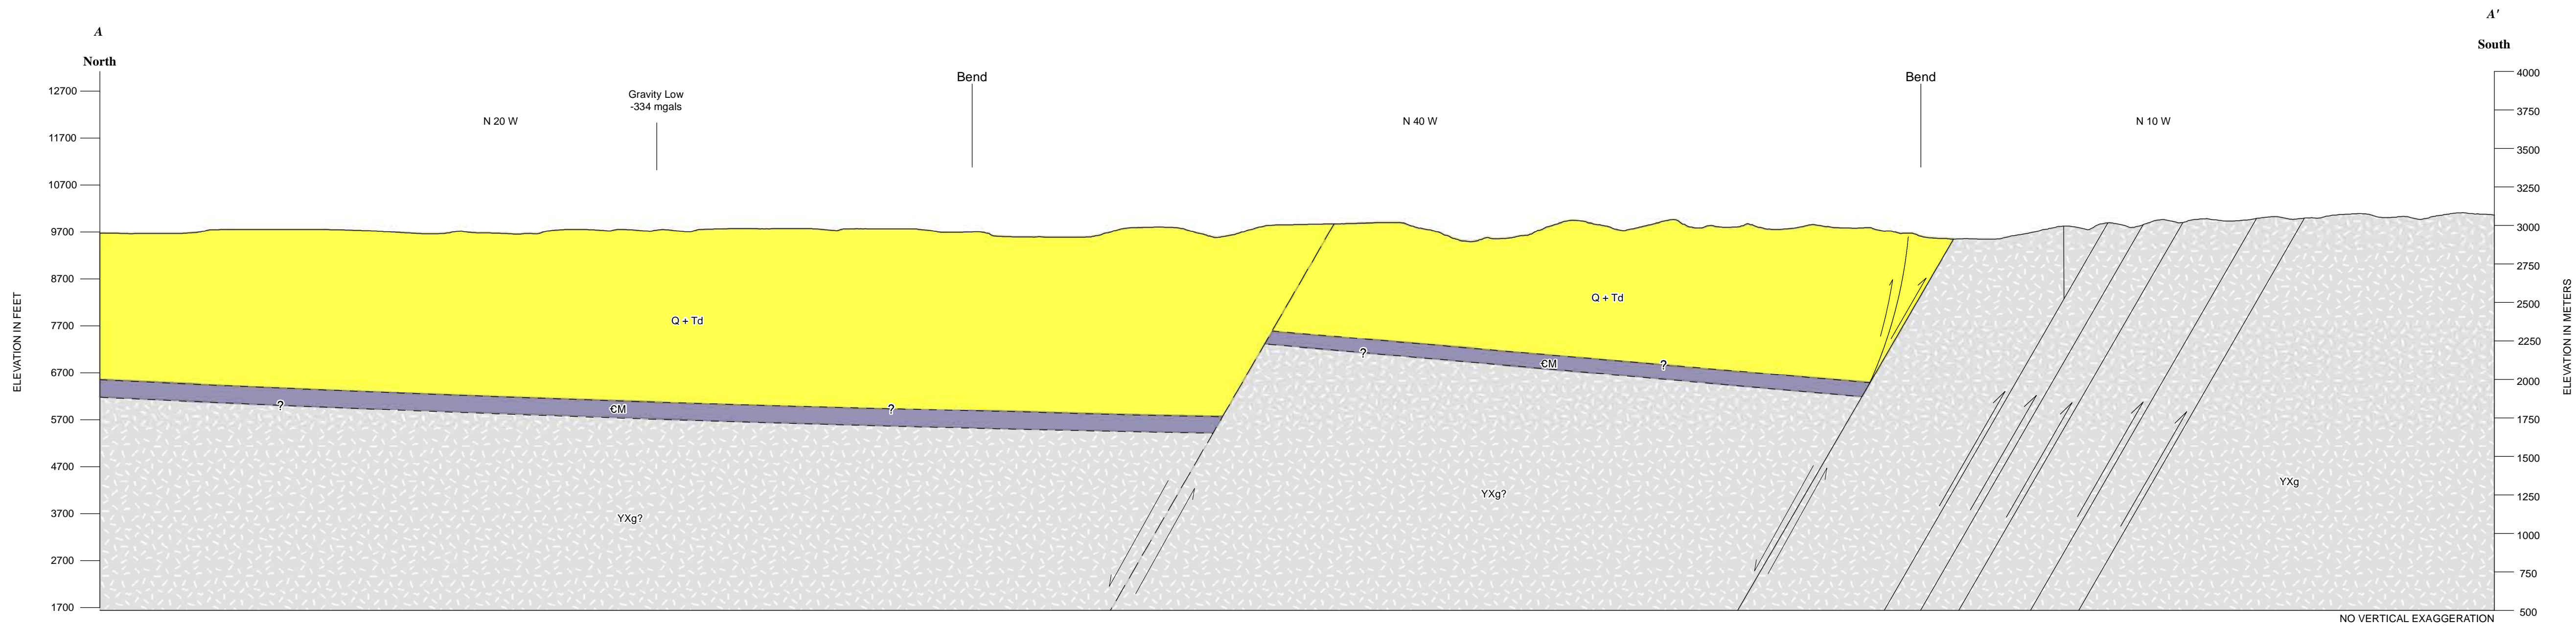 A
A'
North
South
Bend
Bend
Gravity Low
-334 mgals
N 20 W
N 40 W
N 10 W
12700
11700
10700
9700
8700
7700
6700
5700
4700
3700
2700
1700
ELEVATION IN FEET
4000
3750
3500
3250
3000
2750
2500
2250
2000
1750
1500
1250
1000
750
500
ELEVATION IN METERS
Q + Td
Q + Td
? €M ?
? €M ?
YXg?
YXg?
YXg
NO VERTICAL EXAGGERATION